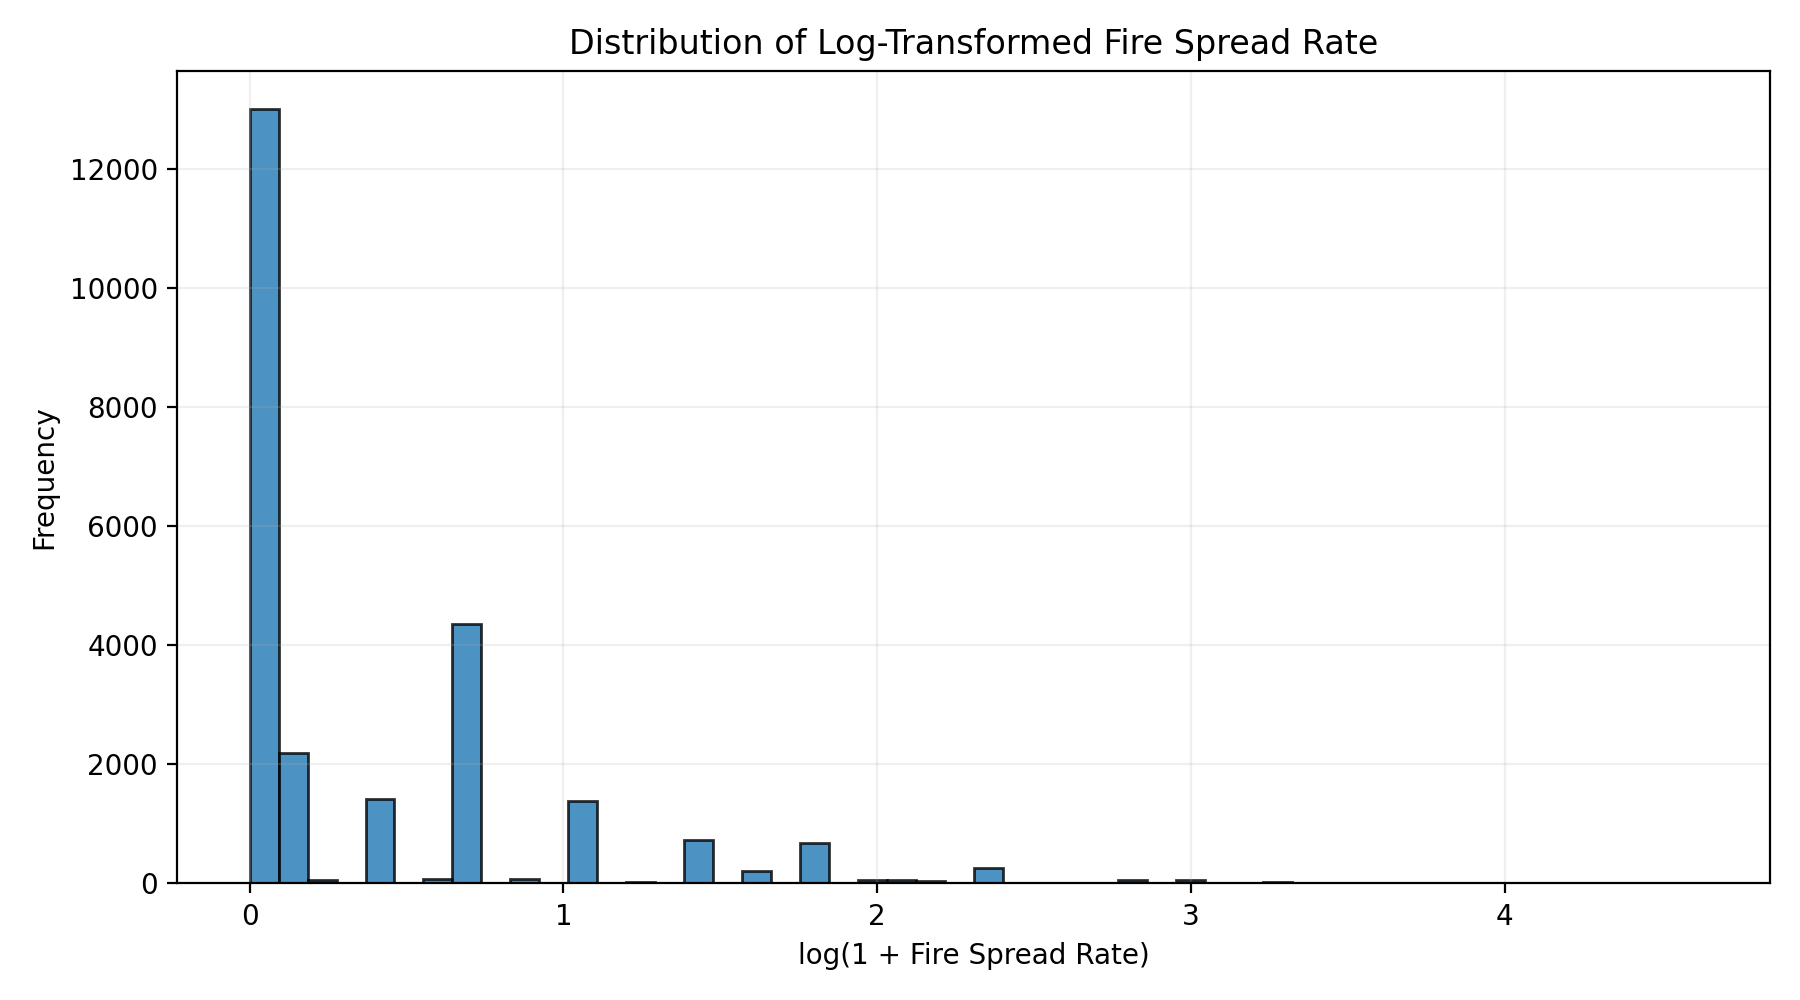 Distribution of Log-Transformed Fire Spread Rate
Frequency
12000
10000
8000
6000
4000
2000
0
0 1 2 3 4
log(1 + Fire Spread Rate)